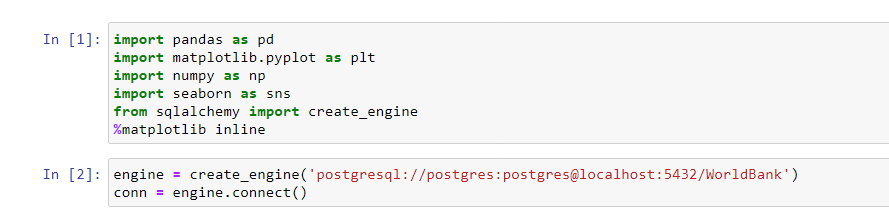 In [1]: import pandas as pd
import matplotlib.pyplot as plt
import numpy as np
import seaborn as sns
from sqlalchemy import create_engine
%matplotlib inline
In [2]: engine = create_engine('postgresql://postgres:postgres@localhost:5432/WorldBank')
conn = engine.connect()